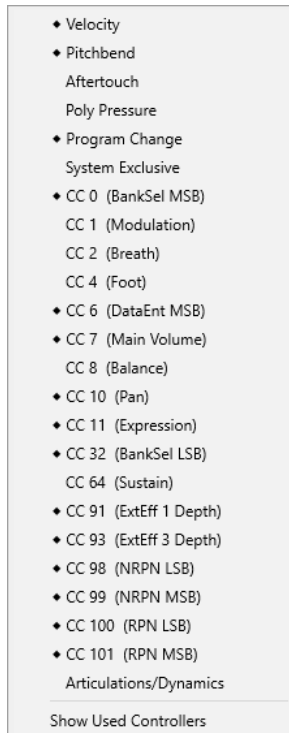 ◆ Velocity
◆ Pitchbend
Aftertouch
Poly Pressure
◆ Program Change
System Exclusive
◆ CC 0 (BankSel MSB)
CC 1 (Modulation)
CC 2 (Breath)
CC 4 (Foot)
◆ CC 6 (DataEnt MSB)
◆ CC 7 (Main Volume)
CC 8 (Balance)
◆ CC 10 (Pan)
◆ CC 11 (Expression)
◆ CC 32 (BankSel LSB)
CC 64 (Sustain)
◆ CC 91 (ExtEff 1 Depth)
◆ CC 93 (ExtEff 3 Depth)
◆ CC 98 (NRPN LSB)
◆ CC 99 (NRPN MSB)
◆ CC 100 (RPN LSB)
◆ CC 101 (RPN MSB)
Articulations/Dynamics
Show Used Controllers